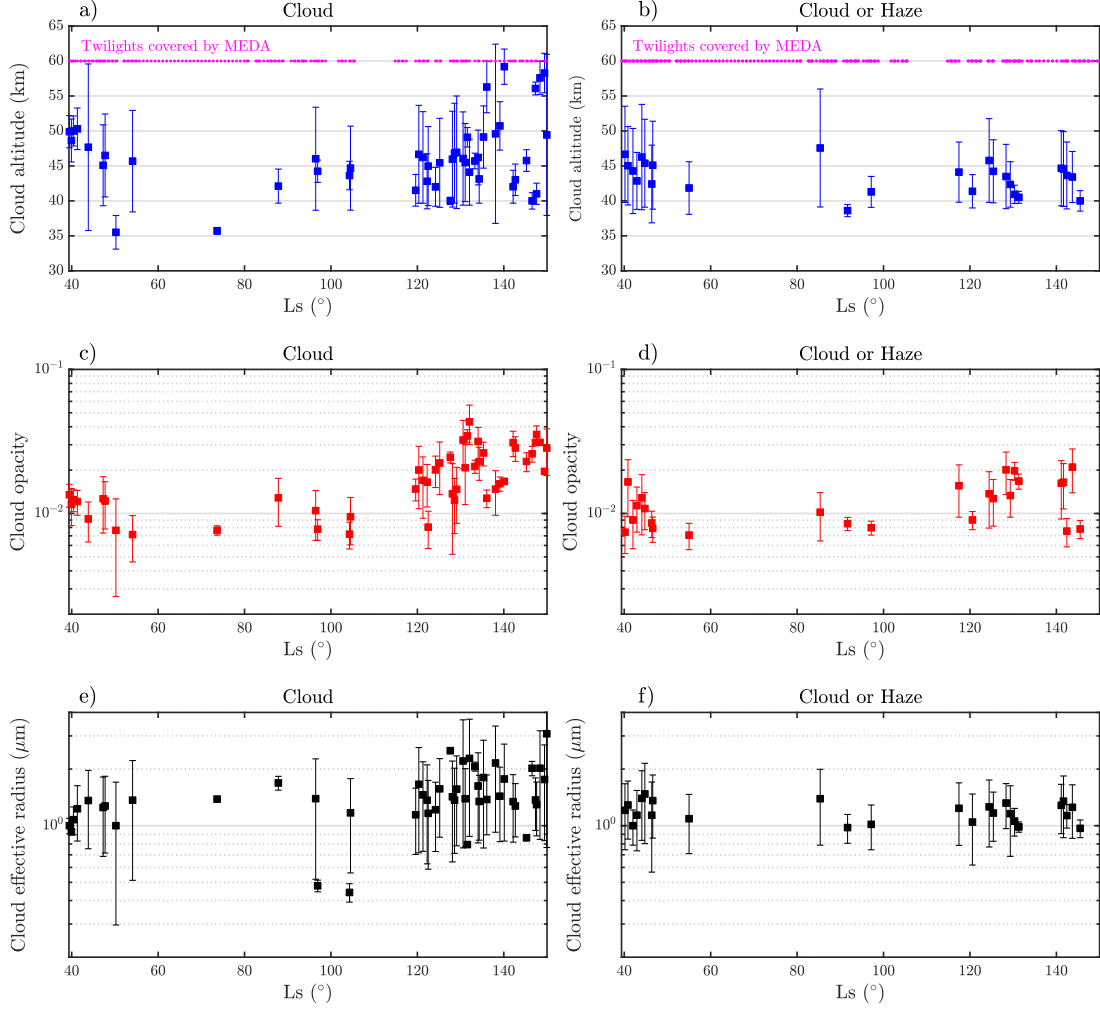 a) Cloud
65
60
55
50
45
40
35
30
Twilights covered by MEDA
Cloud altitude (km)
40 60 80 100 120 140
Ls (°)
b) Cloud or Haze
65
60
55
50
45
40
35
30
Twilights covered by MEDA
Cloud altitude (km)
40 60 80 100 120 140
Ls (°)
c) Cloud
10⁻¹
10⁻²
Cloud opacity
40 60 80 100 120 140
Ls (°)
d) Cloud or Haze
10⁻¹
10⁻²
Cloud opacity
40 60 80 100 120 140
Ls (°)
e) Cloud
10⁰
Cloud effective radius (μm)
40 60 80 100 120 140
Ls (°)
f) Cloud or Haze
10⁰
Cloud effective radius (μm)
40 60 80 100 120 140
Ls (°)